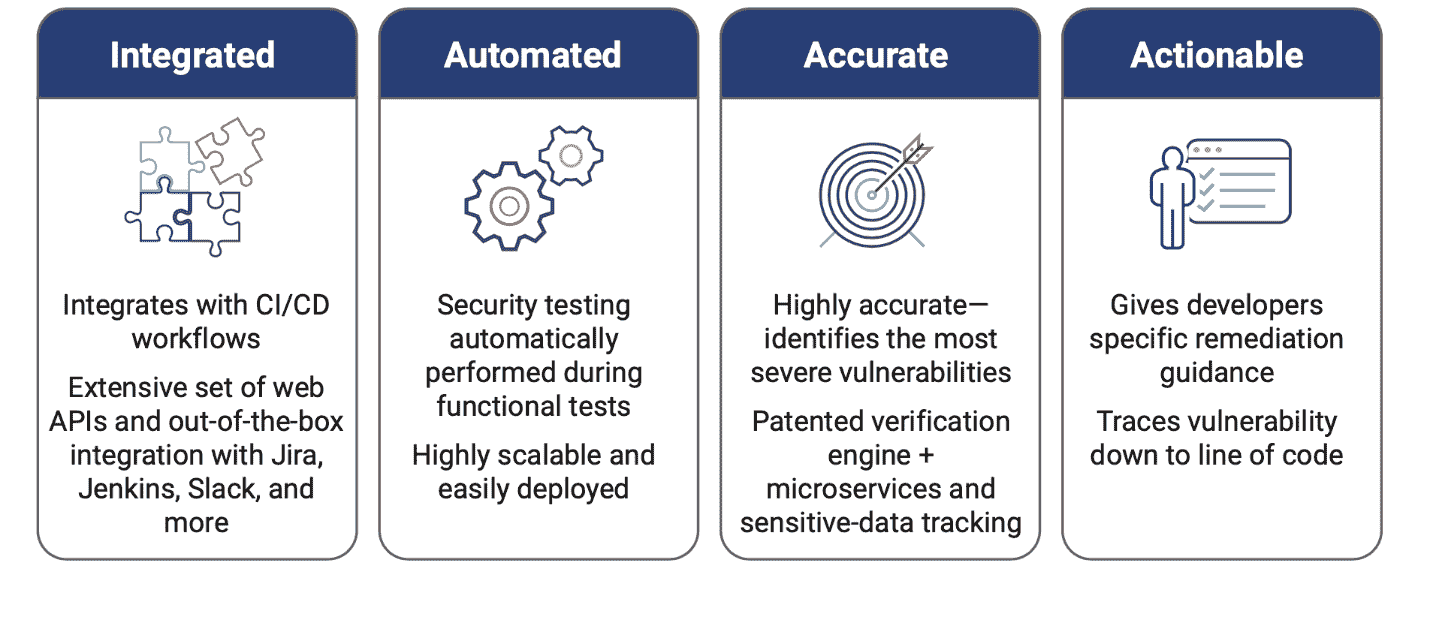 Integrated
Integrates with CI/CD
workflows
Extensive set of web
APIs and out-of-the-box
integration with Jira,
Jenkins, Slack, and
more
Automated
Security testing
automatically
performed during
functional tests
Highly scalable and
easily deployed
Accurate
Highly accurate—
identifies the most
severe vulnerabilities
Patented verification
engine +
microservices and
sensitive-data tracking
Actionable
Gives developers
specific remediation
guidance
Traces vulnerability
down to line of code